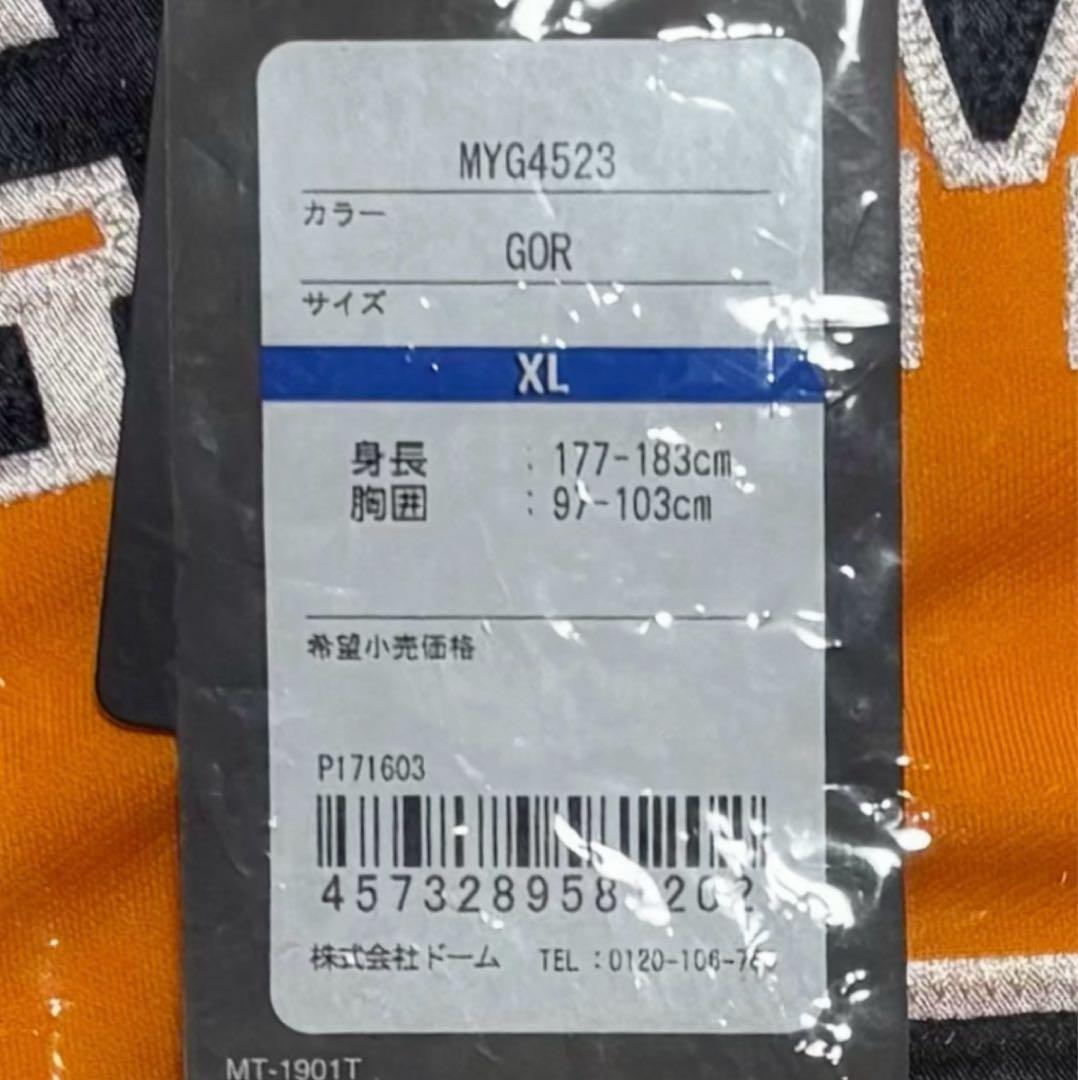 MYG4523
カラー
GOR
サイズ
XL
身長 : 177-183cm
胸囲 : 97-103cm
希望小売価格
P171603
株式会社ドーム TEL :
MT-1901T